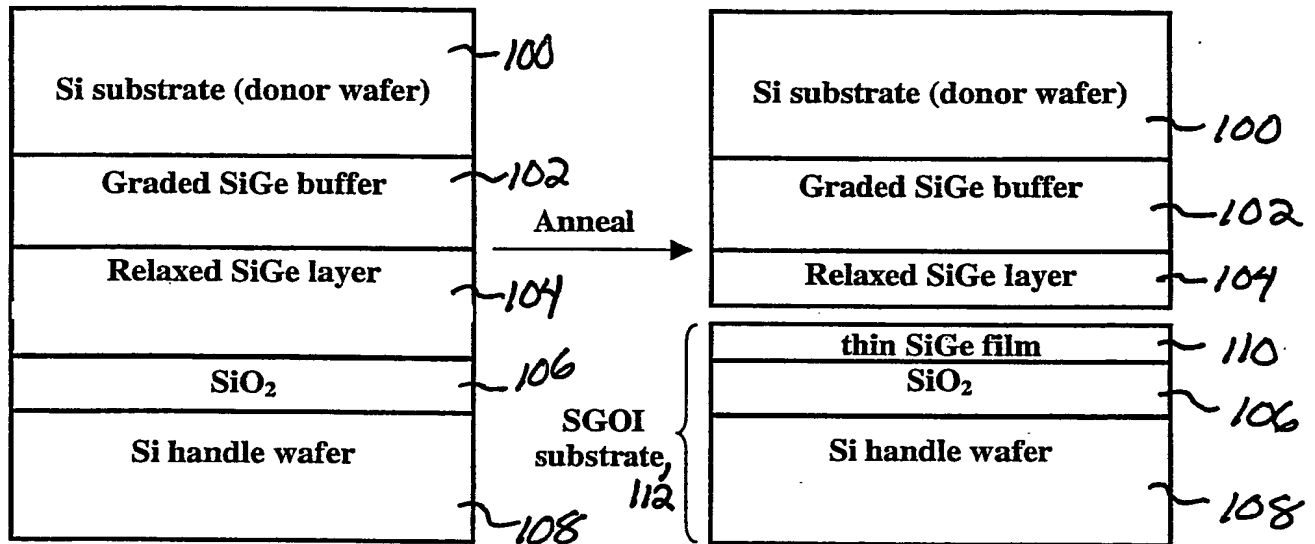 Si substrate (donor wafer)
100
Graded SiGe buffer
102
Relaxed SiGe layer
104
SiO₂
106
Si handle wafer
108
Anneal
Si substrate (donor wafer)
100
Graded SiGe buffer
102
Relaxed SiGe layer
104
thin SiGe film
110
SiO₂
106
Si handle wafer
108
SGOI
substrate,
112